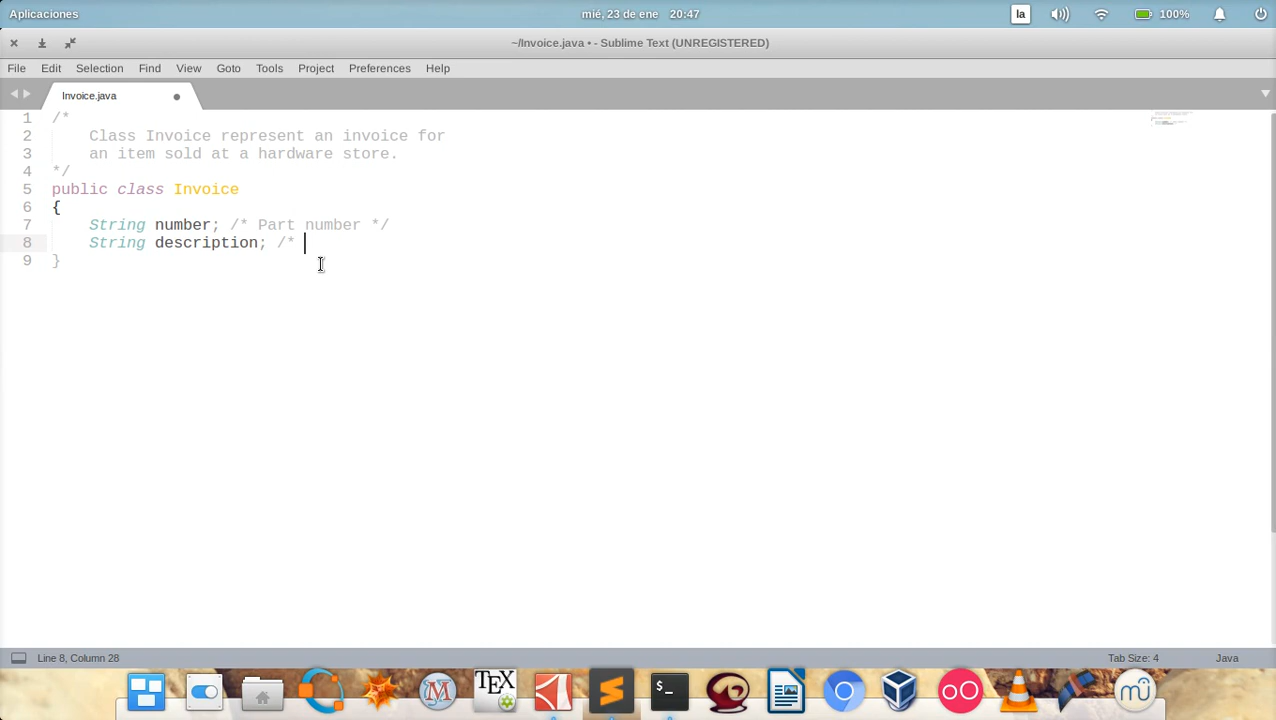 Aplicaciones
mié, 23 de ene 20:47
la
100%
~/Invoice.java • - Sublime Text (UNREGISTERED)
File Edit Selection Find View Goto Tools Project Preferences Help
Invoice.java
1 /*
2 Class Invoice represent an invoice for
3 an item sold at a hardware store.
4 */
5 public class Invoice
6 {
7 String number; /* Part number */
8 String description; /*
9 }
Line 8, Column 28
Tab Size: 4
Java
TEX
>_